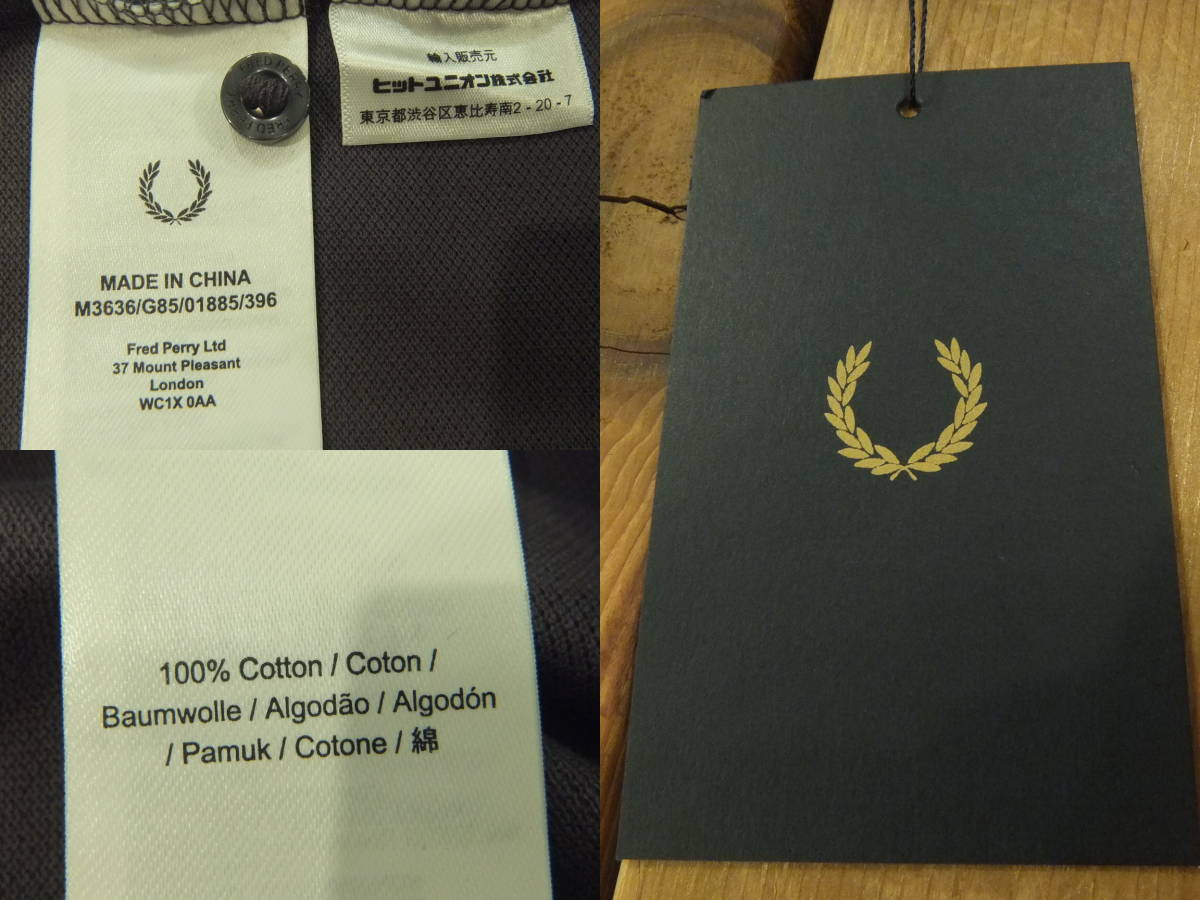 FRED PERRY
MADE IN CHINA
M3636/G85/01885/396
Fred Perry Ltd
37 Mount Pleasant
London
WC1X 0AA
輸入販売元
ヒットユニオン株式会社
東京都渋谷区恵比寿南2-20-7
100% Cotton / Coton /
Baumwolle / Algodão / Algodón
/ Pamuk / Cotone / 綿